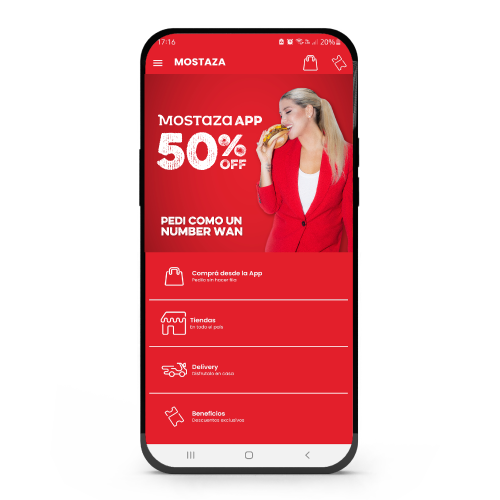 17:16
20%
MOSTAZA
MOSTAZA APP
50%
OFF
PEDI COMO UN
NUMBER WAN
Comprá desde la App
Pedilo sin hacer fila
Tiendas
En todo el país
Delivery
Disfrutalo en casa
Beneficios
Descuentos exclusivos